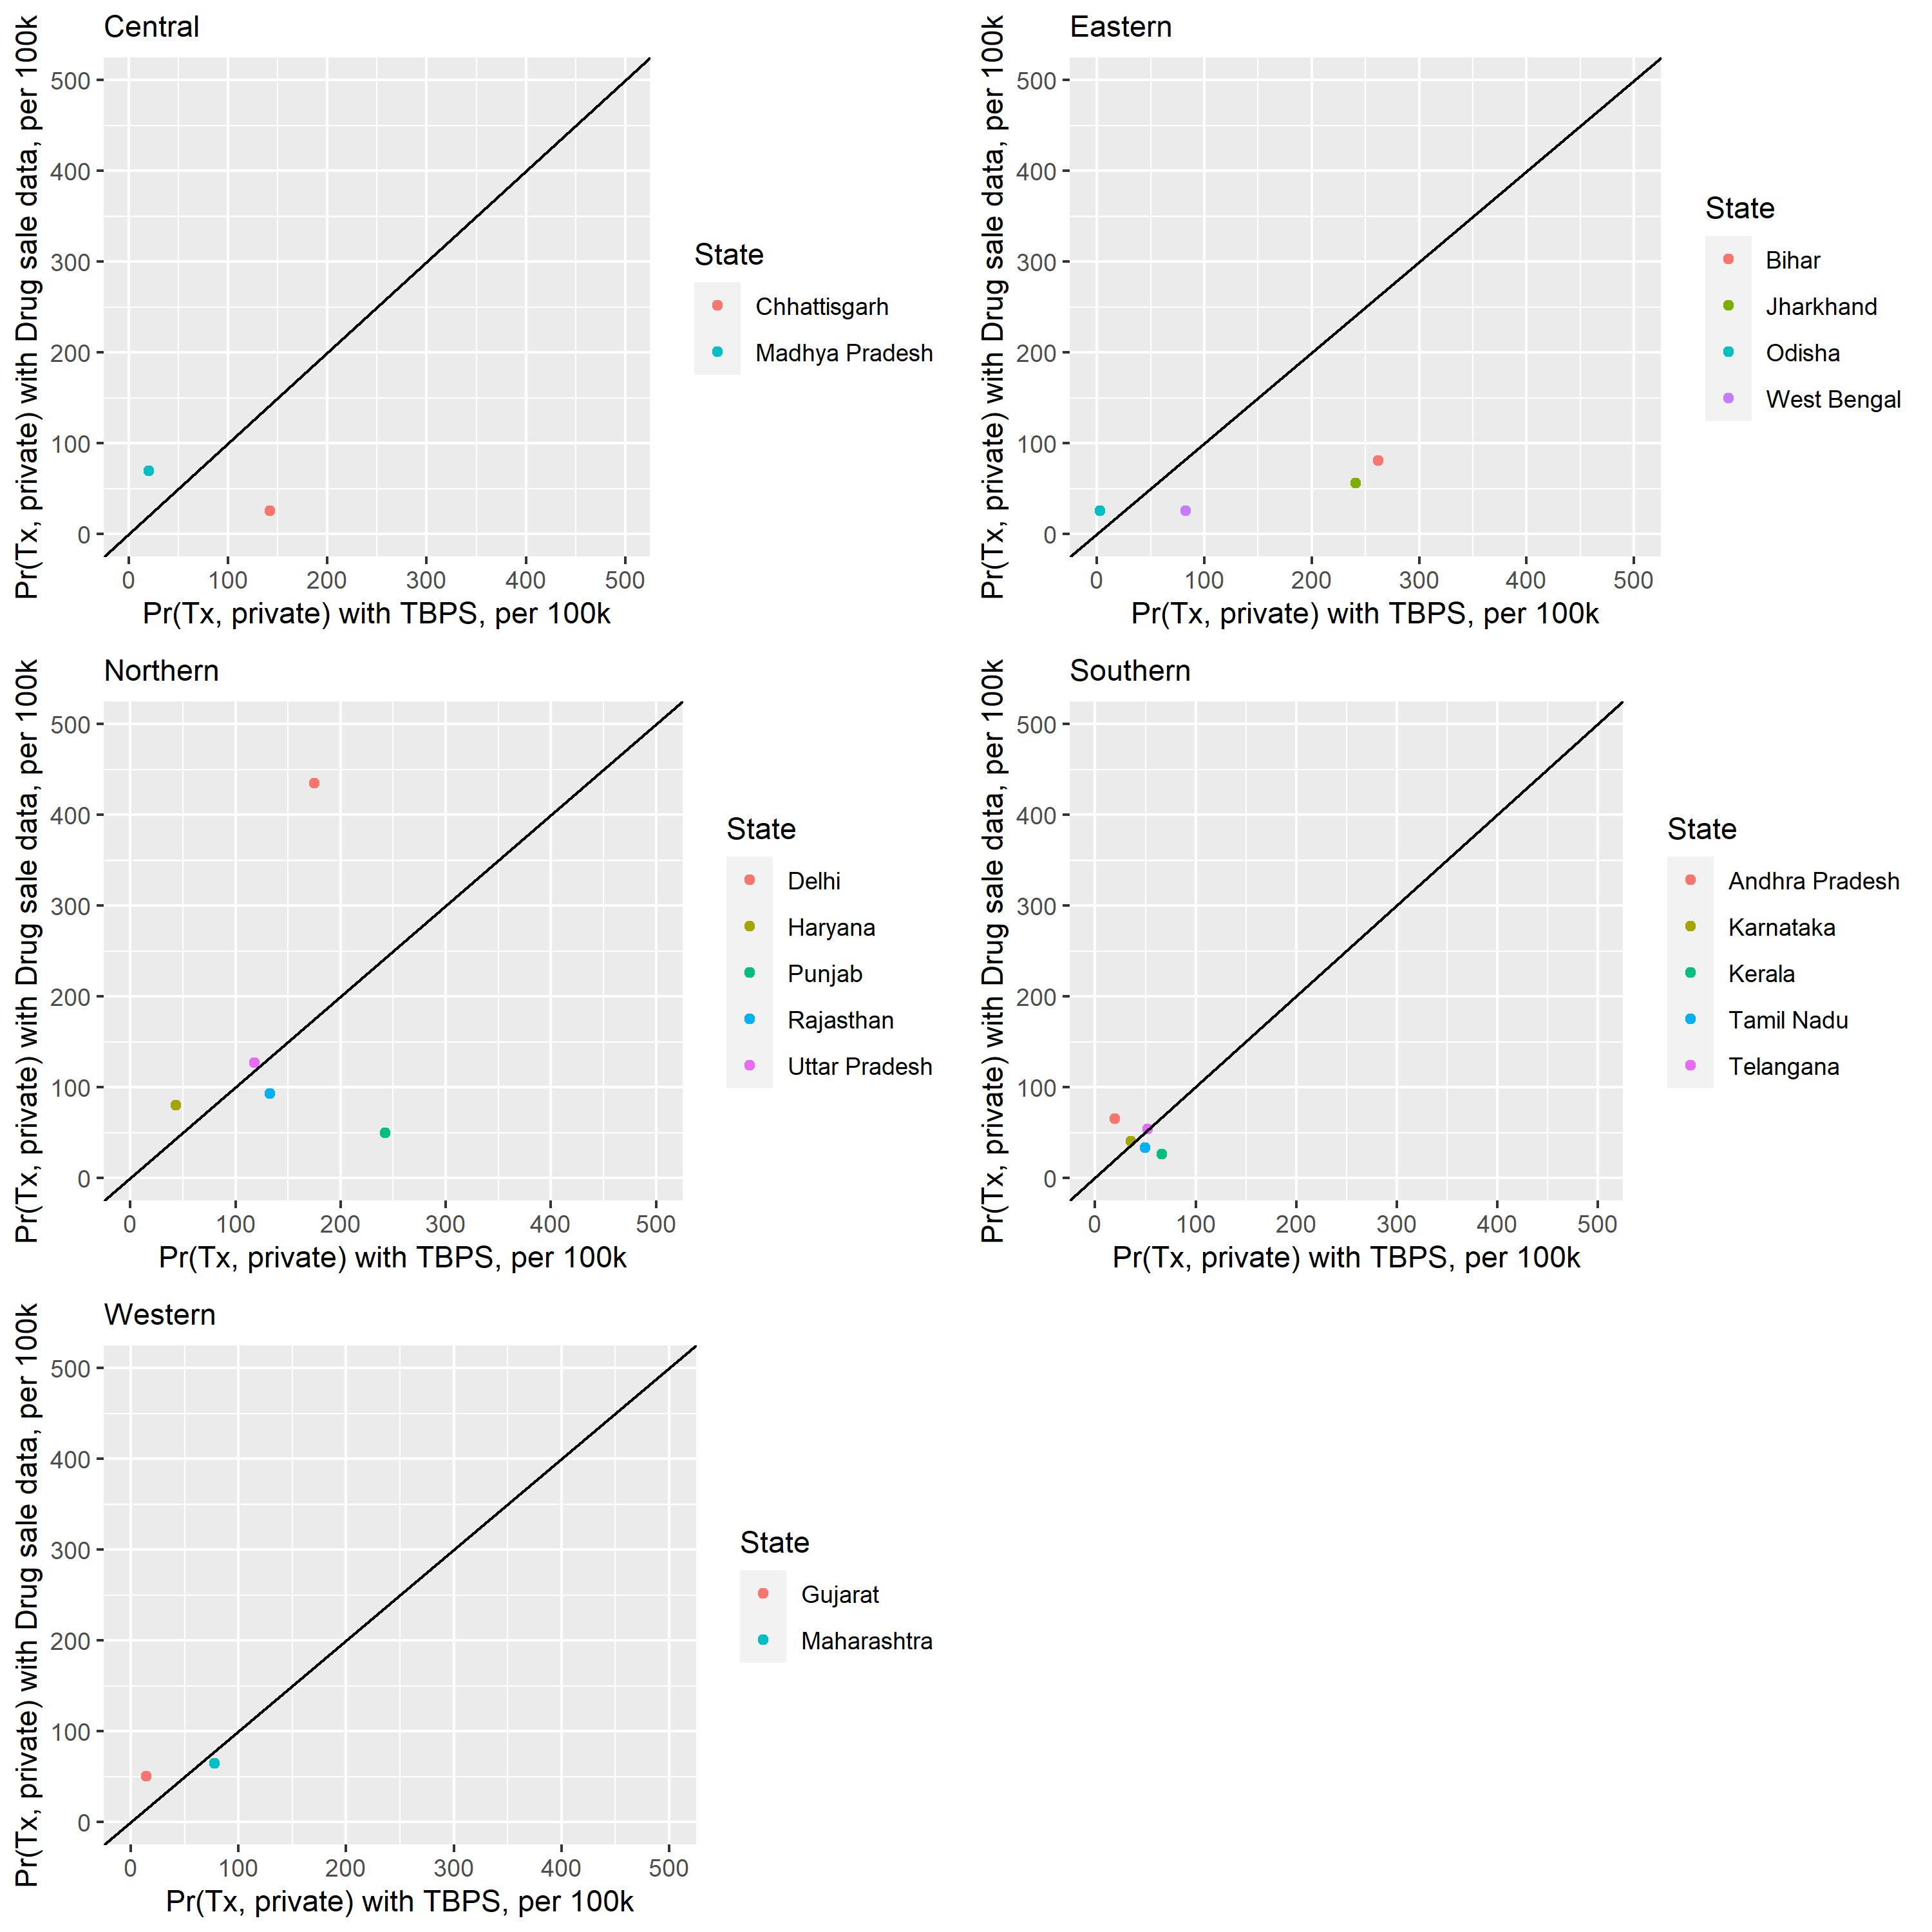 Central
Pr(Tx, private) with Drug sale data, per 100k
500
400
300
200
100
0
0 100 200 300 400 500
Pr(Tx, private) with TBPS, per 100k
State
Chhattisgarh
Madhya Pradesh
Eastern
Pr(Tx, private) with Drug sale data, per 100k
500
400
300
200
100
0
0 100 200 300 400 500
Pr(Tx, private) with TBPS, per 100k
State
Bihar
Jharkhand
Odisha
West Bengal
Northern
Pr(Tx, private) with Drug sale data, per 100k
500
400
300
200
100
0
0 100 200 300 400 500
Pr(Tx, private) with TBPS, per 100k
State
Delhi
Haryana
Punjab
Rajasthan
Uttar Pradesh
Southern
Pr(Tx, private) with Drug sale data, per 100k
500
400
300
200
100
0
0 100 200 300 400 500
Pr(Tx, private) with TBPS, per 100k
State
Andhra Pradesh
Karnataka
Kerala
Tamil Nadu
Telangana
Western
Pr(Tx, private) with Drug sale data, per 100k
500
400
300
200
100
0
0 100 200 300 400 500
Pr(Tx, private) with TBPS, per 100k
State
Gujarat
Maharashtra